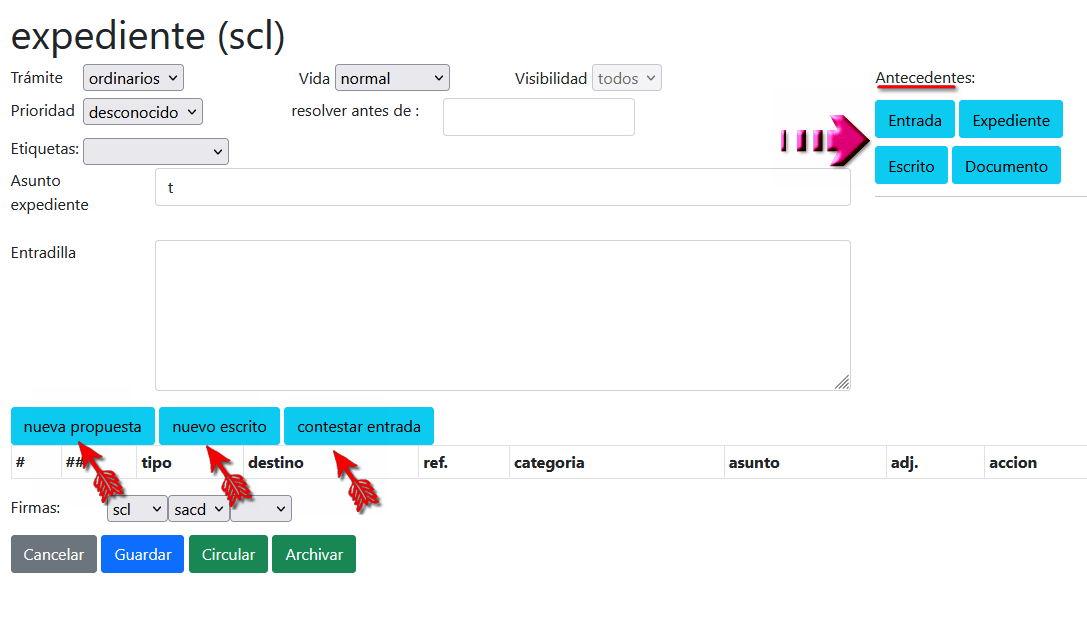 expediente (scl)
Trámite ordinarios Vida normal Visibilidad todos Antecedentes:
Prioridad desconocido resolver antes de : Entrada Expediente
Etiquetas: Escrito Documento
Asunto expediente t
Entradilla
nueva propuesta nuevo escrito contestar entrada
# ## tipo destino ref. categoria asunto adj. accion
Firmas: scl sacd
Cancelar Guardar Circular Archivar